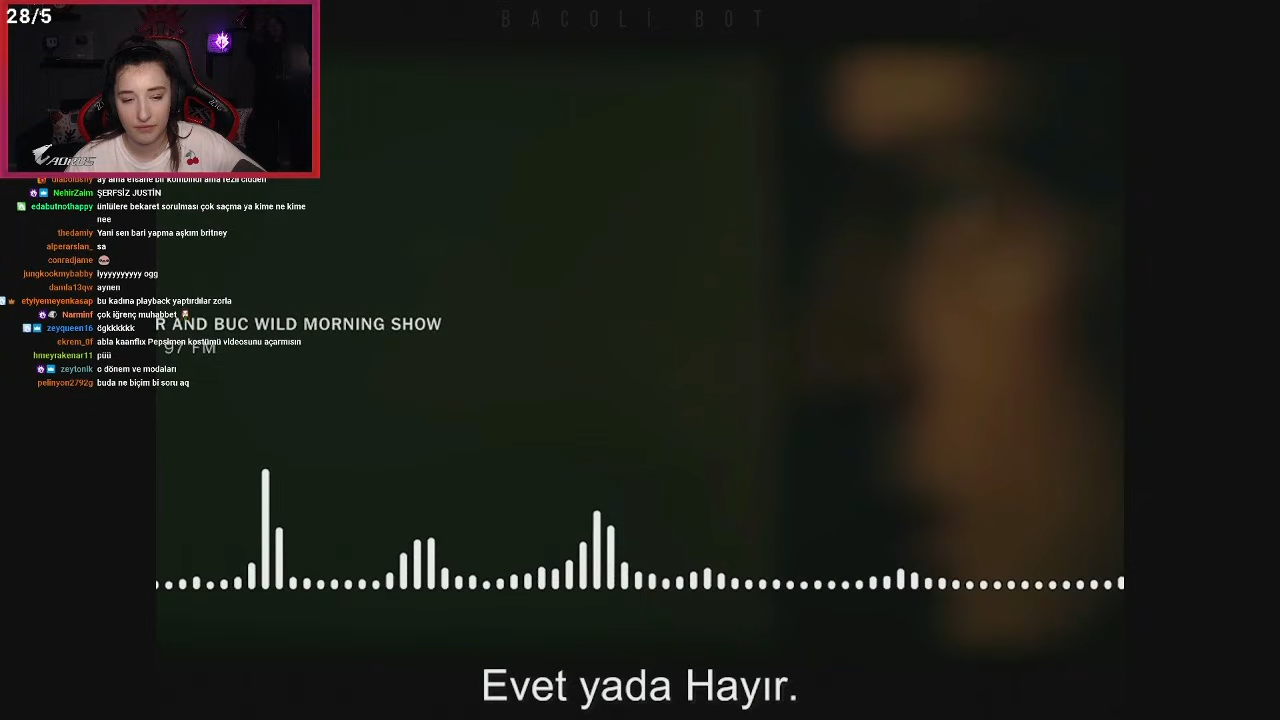 28/5
BACOLİ BOT
AORUS
ay ama efsane bir kombindi ama rezil cidden
NehirZaim ŞERFSİZ JUSTİN
edabutnothappy ünlülere bekaret sorulması çok saçma ya kime ne kime
nee
thedamiy Yani sen bari yapma aşkım britney
alperarslan_ sa
conradjame
jungkookmybabby iyyyyyyyyy ogg
damla13qw aynen
etyiyemeyenkasap bu kadına playback yaptırdılar zorla
Narminf çok iğrenç muhabbet
R AND BUC WILD MORNING SHOW
zeyqueen16 ögkkkkkk
ekrem_0f abla kaanflix Pepsimen kostümü videosunu açarmısın
97 FM
hmeyrakenar11 püü
zeytonik o dönem ve modaları
pelinyon2792g buda ne biçim bi soru aq
Evet yada Hayır.